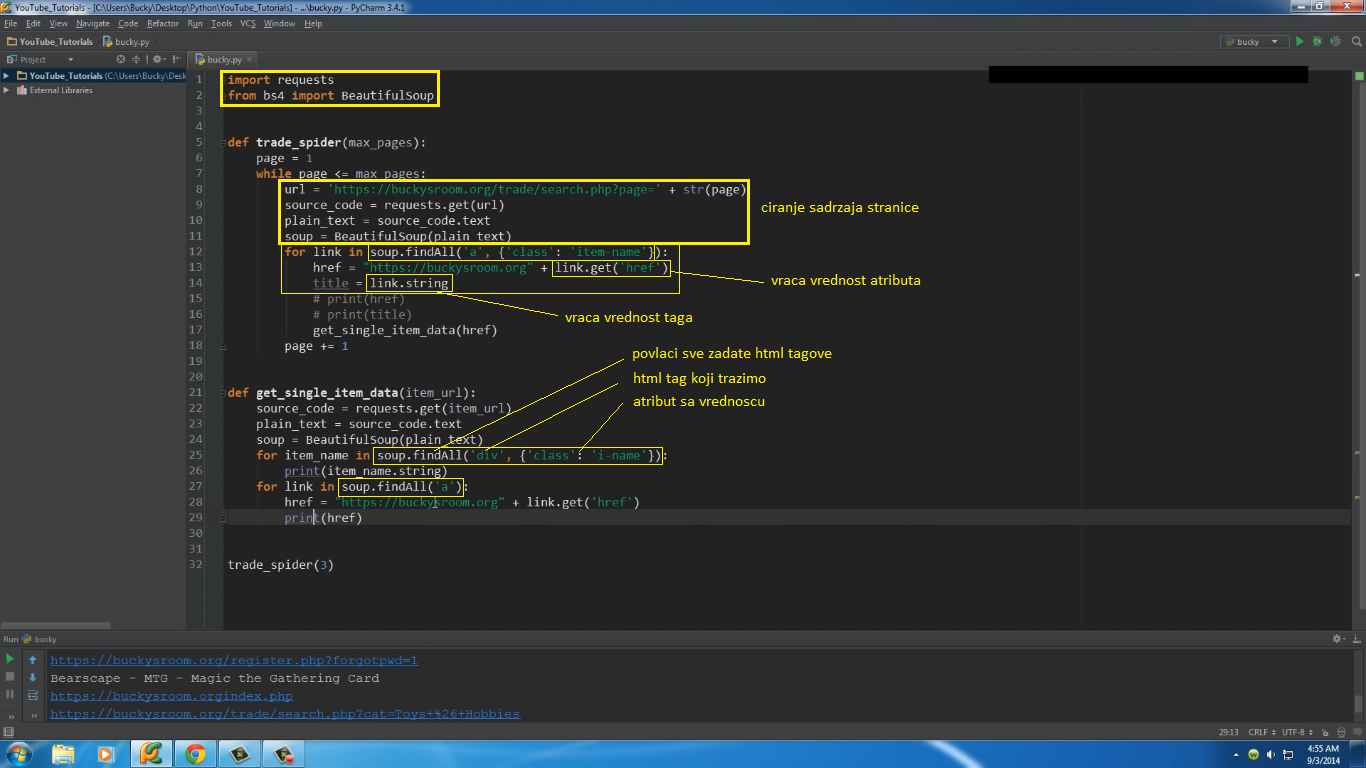 YouTube_Tutorials - [C:\Users\Bucky\Desktop\Python\YouTube_Tutorials] - ...\bucky.py - PyCharm 3.4.1
File Edit View Navigate Code Refactor Run Tools VCS Window Help
YouTube_Tutorials bucky.py
bucky
Project
bucky.py
YouTube_Tutorials (C:\Users\Bucky\Desk
External Libraries
1 import requests
2 from bs4 import BeautifulSoup
3
4
5 def trade_spider(max_pages):
6 page = 1
7 while page <= max_pages:
8 url = 'https://buckysroom.org/trade/search.php?page=' + str(page)
9 source_code = requests.get(url)
ciranje sadrzaja stranice
10 plain_text = source_code.text
11 soup = BeautifulSoup(plain_text)
12 for link in soup.findAll('a', {'class': 'item-name'}):
13 href = "https://buckysroom.org" + link.get('href')
vraca vrednost atributa
14 title = link.string
15 # print(href)
16 # print(title)
vraca vrednost taga
17 get_single_item_data(href)
18 page += 1
povlaci sve zadate html tagove
19
20
html tag koji trazimo
21 def get_single_item_data(item_url):
atribut sa vrednoscu
22 source_code = requests.get(item_url)
23 plain_text = source_code.text
24 soup = BeautifulSoup(plain_text)
25 for item_name in soup.findAll('div', {'class': 'i-name'}):
26 print(item_name.string)
27 for link in soup.findAll('a'):
28 href = "https://buckysroom.org" + link.get('href')
29 print(href)
30
31
32 trade_spider(3)
Run bucky
https://buckysroom.org/register.php?forgotpwd=1
Bearscape - MTG - Magic the Gathering Card
https://buckysroom.orgindex.php
https://buckysroom.org/trade/search.php?cat=Toys+%26+Hobbies
29:13 CRLF UTF-8
4:55 AM
9/3/2014